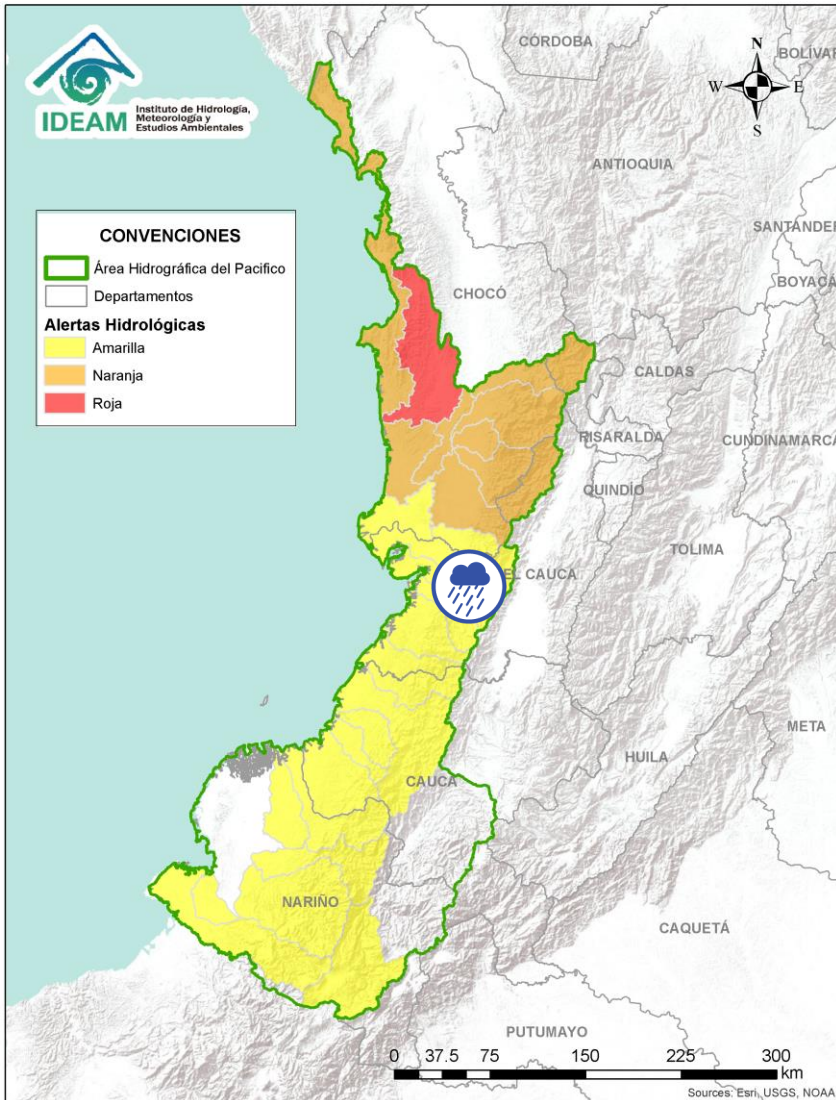 IDEAM
Instituto de Hidrología,
Meteorología y
Estudios Ambientales
CÓRDOBA
BOLÍVAR
N
W
E
S
ANTIOQUIA
SANTANDER
BOYACÁ
CONVENCIONES
Área Hidrográfica del Pacifico
Departamentos
Alertas Hidrológicas
Amarilla
Naranja
Roja
CHOCÓ
CALDAS
RISARALDA
CUNDINAMARCA
QUINDÍO
TOLIMA
EL CAUCA
META
HUILA
CAUCA
NARIÑO
CAQUETÁ
PUTUMAYO
0 37.5 75 150 225 300
km
Sources: Esri, USGS, NOAA